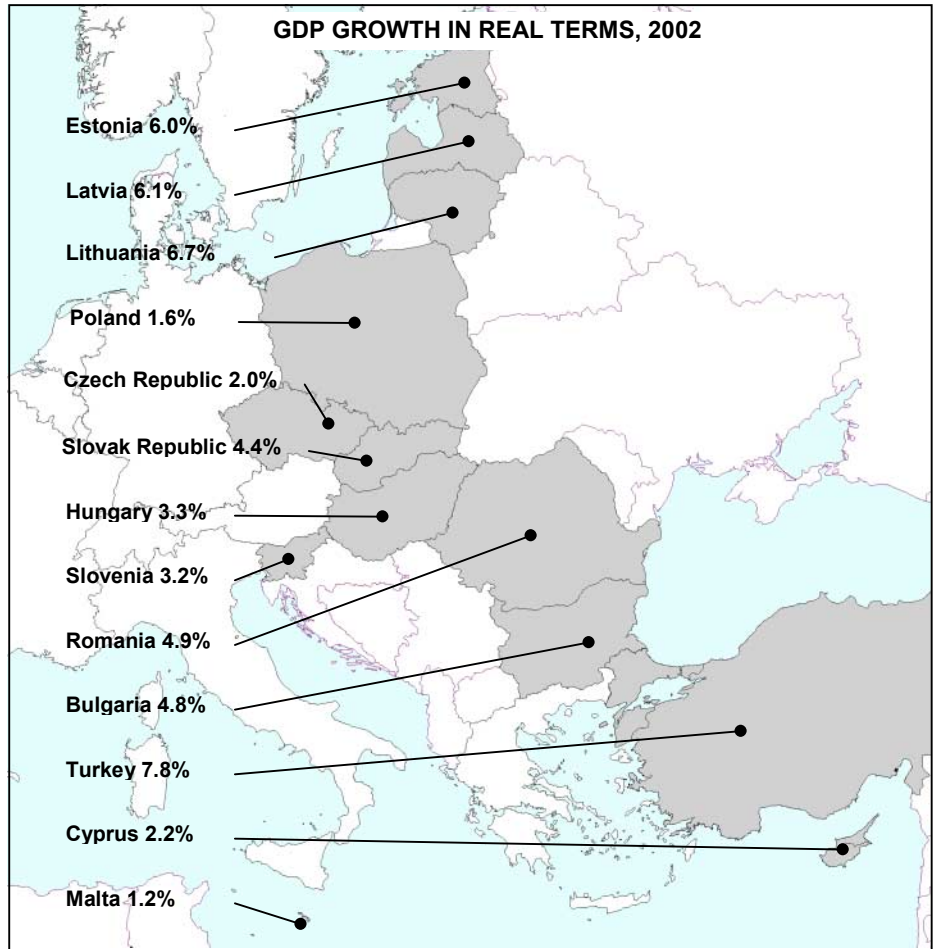 GDP GROWTH IN REAL TERMS, 2002
Estonia 6.0%
Latvia 6.1%
Lithuania 6.7%
Poland 1.6%
Czech Republic 2.0%
Slovak Republic 4.4%
Hungary 3.3%
Slovenia 3.2%
Romania 4.9%
Bulgaria 4.8%
Turkey 7.8%
Cyprus 2.2%
Malta 1.2%